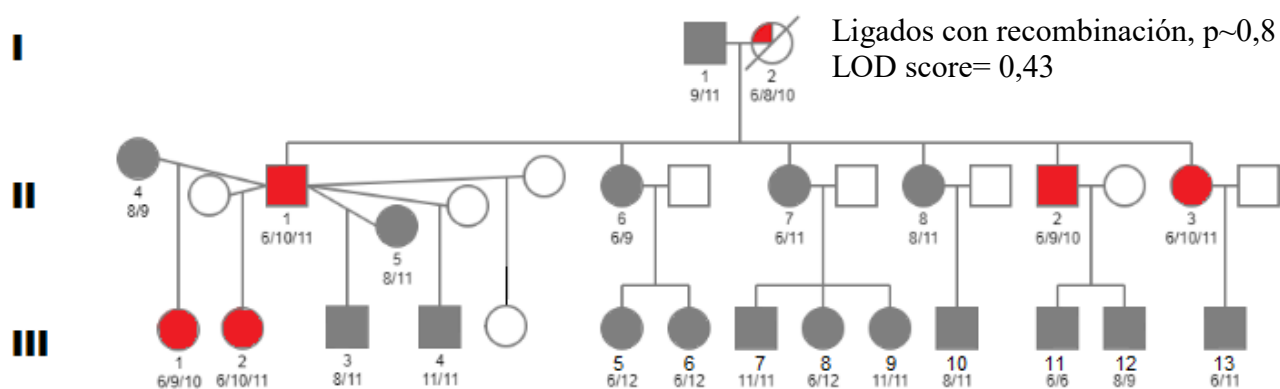 I
Ligados con recombinación, p~0,8
LOD score= 0,43
1 2
9/11 6/8/10
II
4
8/9
1
6/10/11
5
8/11
6
6/9
7
6/11
8
8/11
2
6/9/10
3
6/10/11
III
1 2 3 4 5 6 7 8 9 10 11 12 13
6/9/10 6/10/11 8/11 11/11 6/12 6/12 11/11 6/12 11/11 8/11 6/6 8/9 6/11